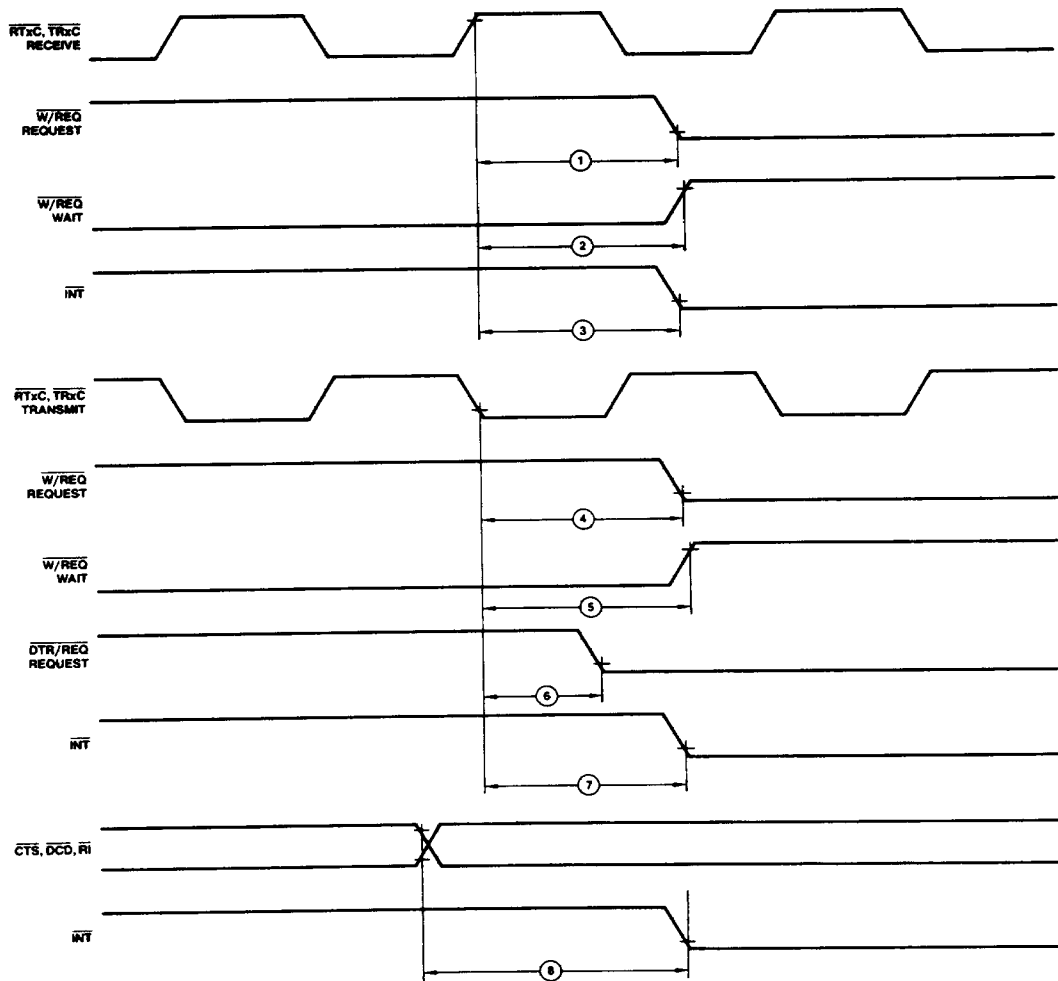 RTxC, TRxC
RECEIVE
W/REQ
REQUEST
1
W/REQ
WAIT
2
INT
3
RTxC, TRxC
TRANSMIT
W/REQ
REQUEST
4
W/REQ
WAIT
5
DTR/REQ
REQUEST
6
INT
7
CTS, DCD, RI
INT
8